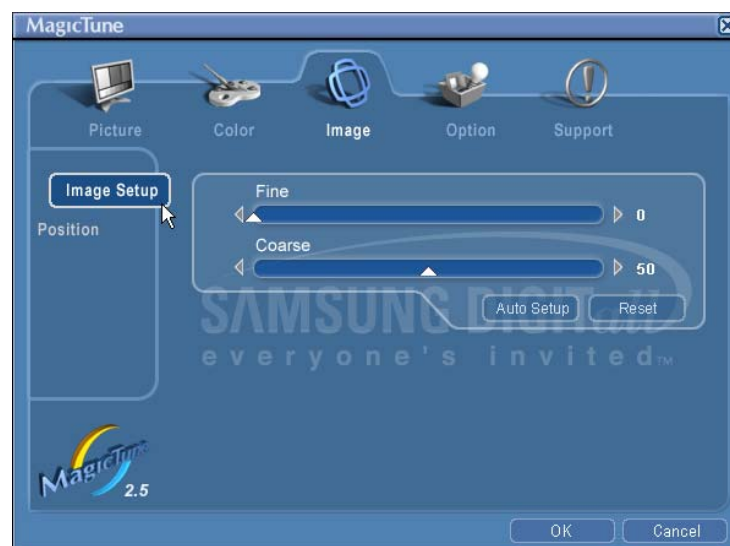 MagicTune
Picture
Color
Image
Option
Support
Image Setup
Position
Fine
0
Coarse
50
Auto Setup
Reset
SAMSUNG DIGITall
everyone's invited™
MagicTune
2.5
OK
Cancel